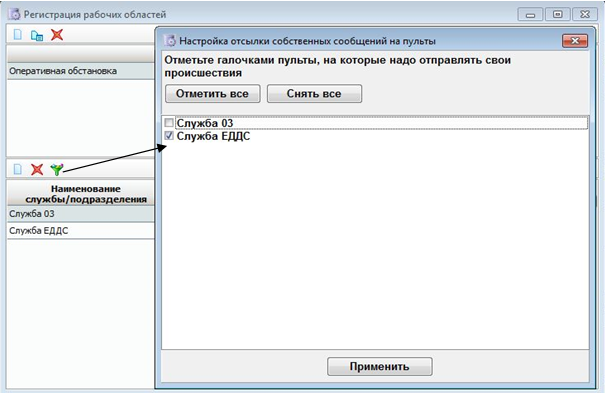 Регистрация рабочих областей
Настройка отсылки собственных сообщений на пульты
Отметьте галочками пульты, на которые надо отправлять свои
происшествия
Отметить все
Снять все
Служба 03
Служба ЕДДС
Применить
Оперативная обстановка
Наименование
службы/подразделения
Служба 03
Служба ЕДДС